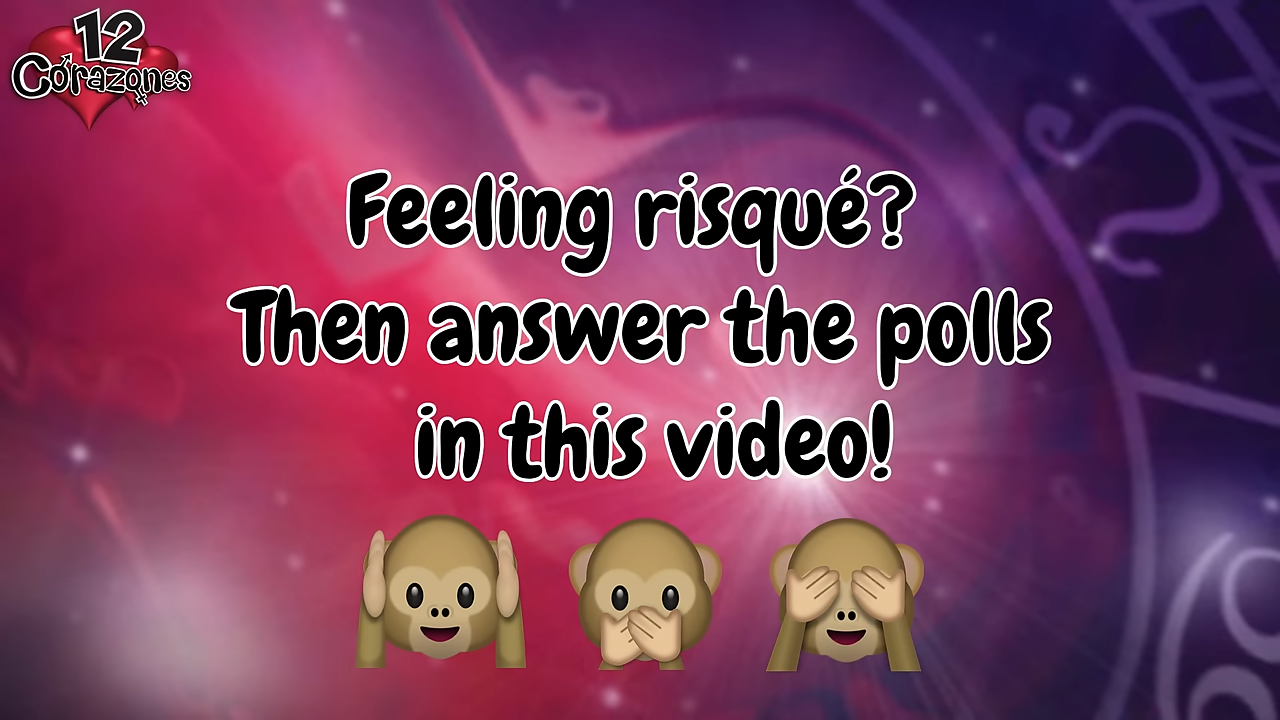 12
Corazones
Feeling risqué?
Then answer the polls
in this video!